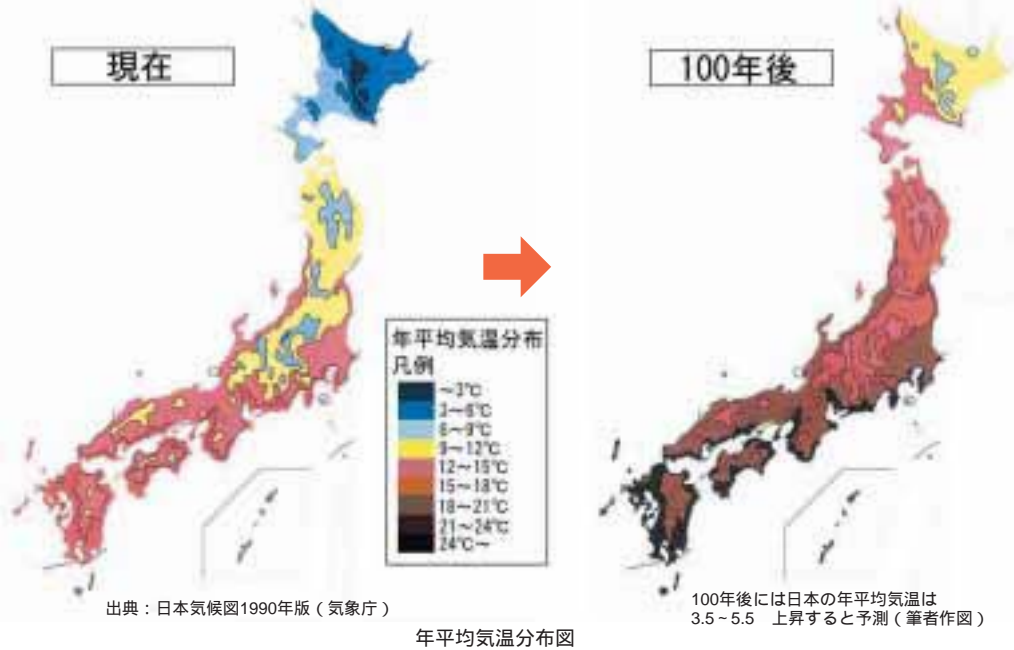 現在
100年後
年平均気温分布
凡例
～3℃
3～6℃
6～9℃
9～12℃
12～15℃
15～18℃
18～21℃
21～24℃
24℃～
出典：日本気候図1990年版（気象庁）
100年後には日本の年平均気温は
3.5~5.5　上昇すると予測（筆者作図）
年平均気温分布図